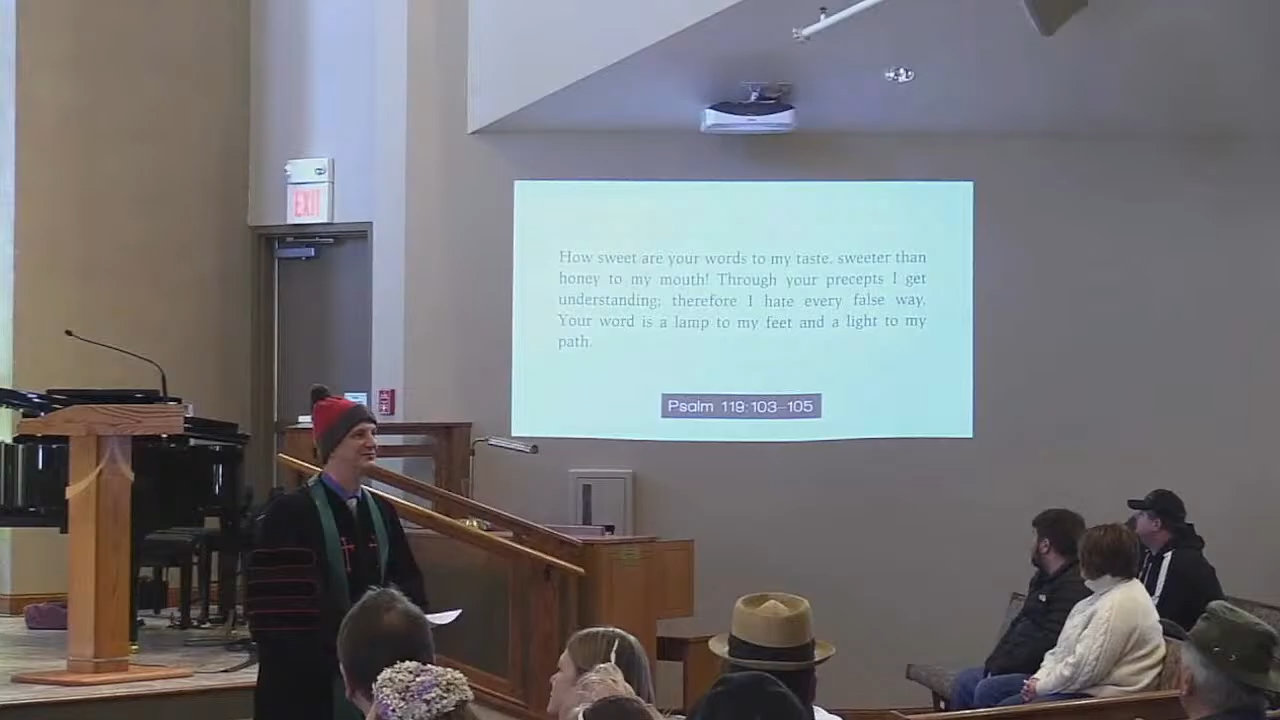 EXIT
How sweet are your words to my taste, sweeter than
honey to my mouth! Through your precepts I get
understanding; therefore I hate every false way.
Your word is a lamp to my feet and a light to my
path.
Psalm 119:103–105